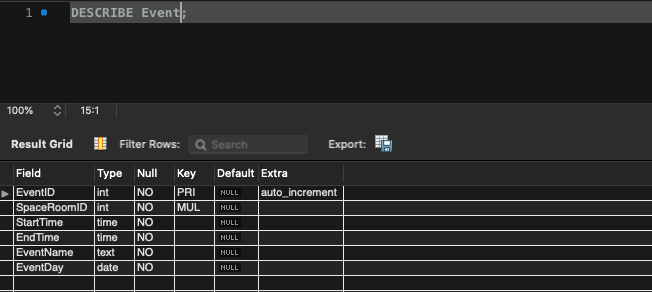 1 DESCRIBE Event;
100% 15:1
Result Grid Filter Rows: Search Export:
Field Type Null Key Default Extra
EventID int NO PRI NULL auto_increment
SpaceRoomID int NO MUL NULL
StartTime time NO NULL
EndTime time NO NULL
EventName text NO NULL
EventDay date NO NULL